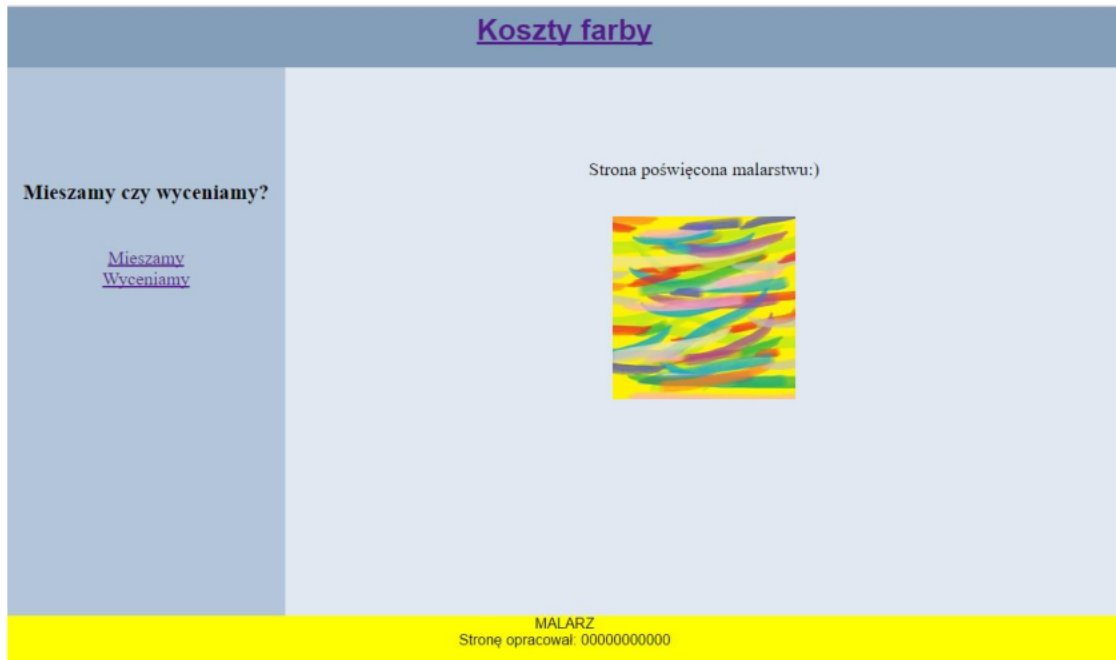 Koszty farby
Mieszamy czy wyceniamy?
Mieszamy
Wyceniamy
Strona poświęcona malarstwu:)
MALARZ
Stronę opracował: 00000000000